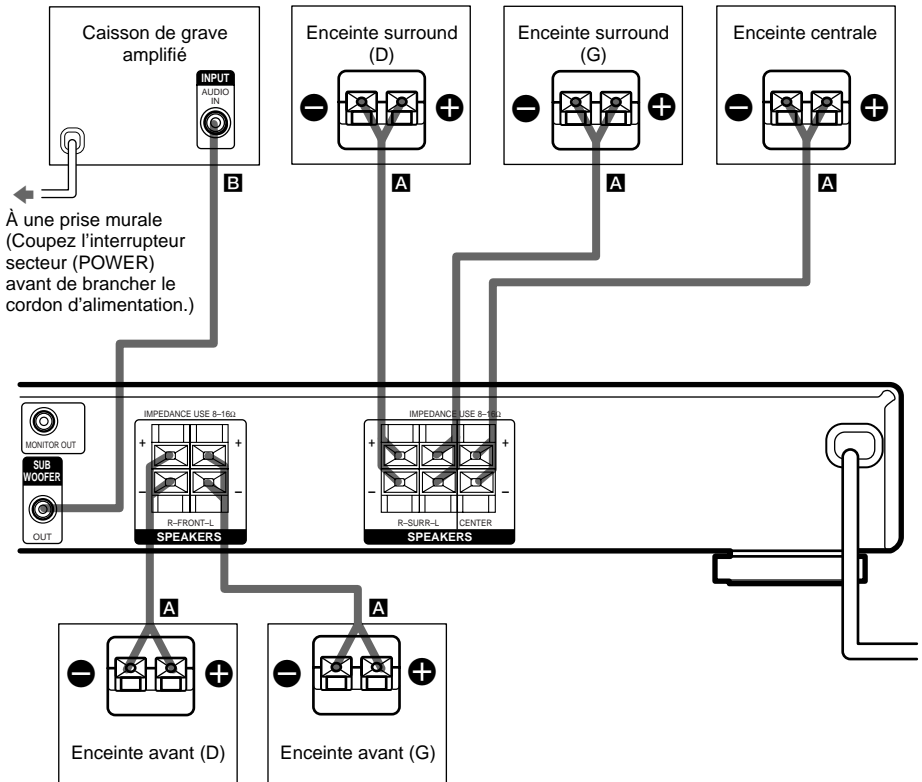 Caisson de grave
amplifié
INPUT
AUDIO
IN
Enceinte surround
(D)
Enceinte surround
(G)
Enceinte centrale
− +
− +
− +
B
A
A
A
À une prise murale
(Coupez l’interrupteur
secteur (POWER)
avant de brancher le
cordon d’alimentation.)
MONITOR OUT
SUB
WOOFER
OUT
IMPEDANCE USE 8–16Ω
+ +
− −
R–FRONT–L
SPEAKERS
IMPEDANCE USE 8–16Ω
+ +
− −
R–SURR–L CENTER
SPEAKERS
A
A
− +
− +
Enceinte avant (D)
Enceinte avant (G)